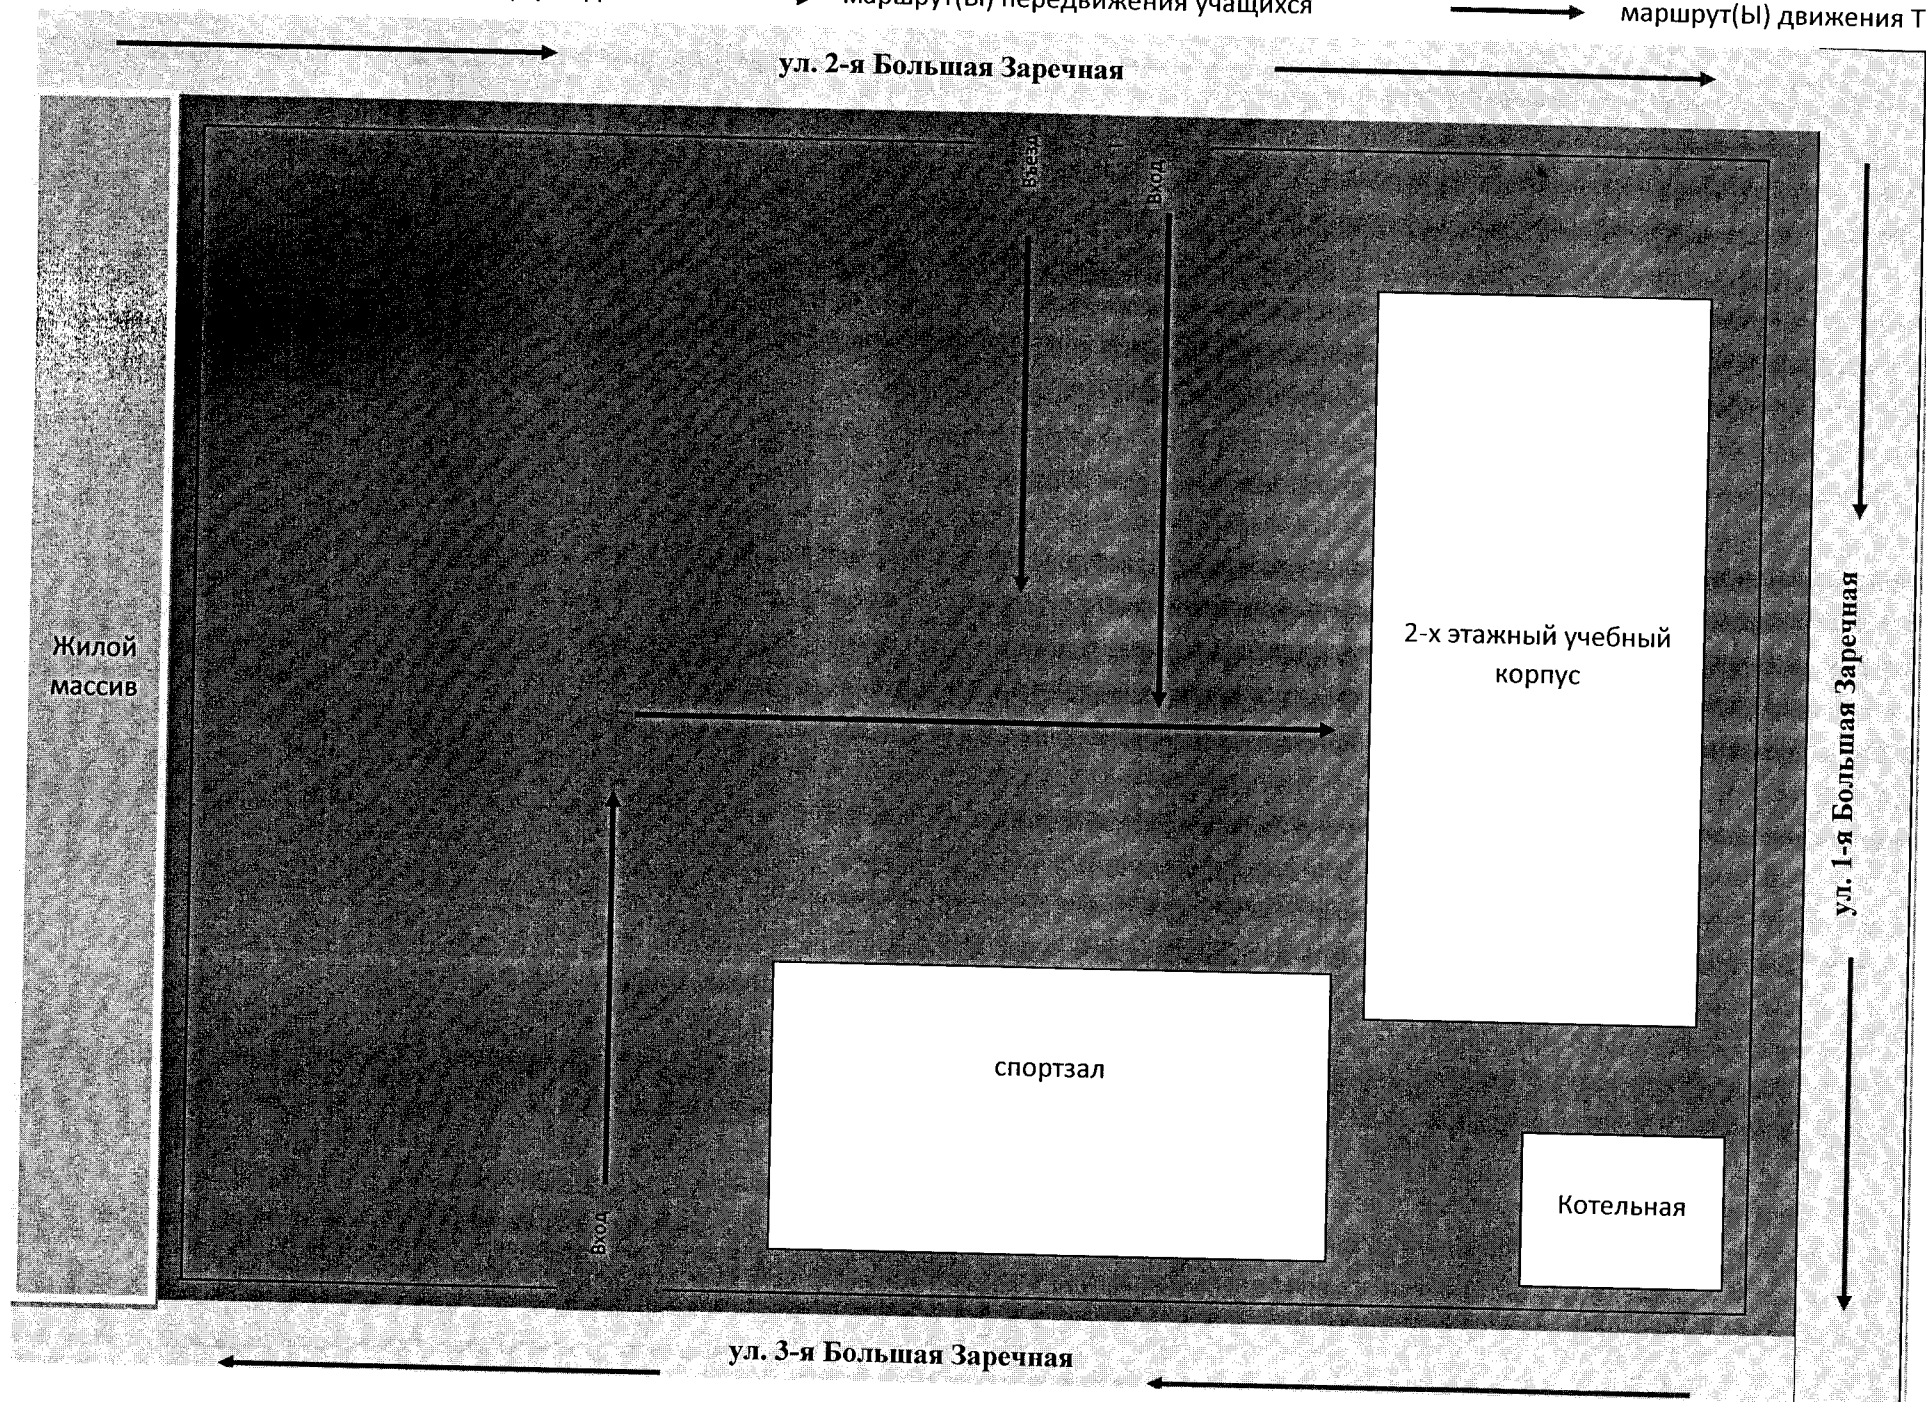 маршрут(Ы) передвижения учащихся
маршрут(Ы) движения Т
ул. 2-я Большая Заречная
Въезд
Вход
Жилой
массив
2-х этажный учебный
корпус
ул. 1-я Большая Заречная
спортзал
Котельная
Вход
ул. 3-я Большая Заречная